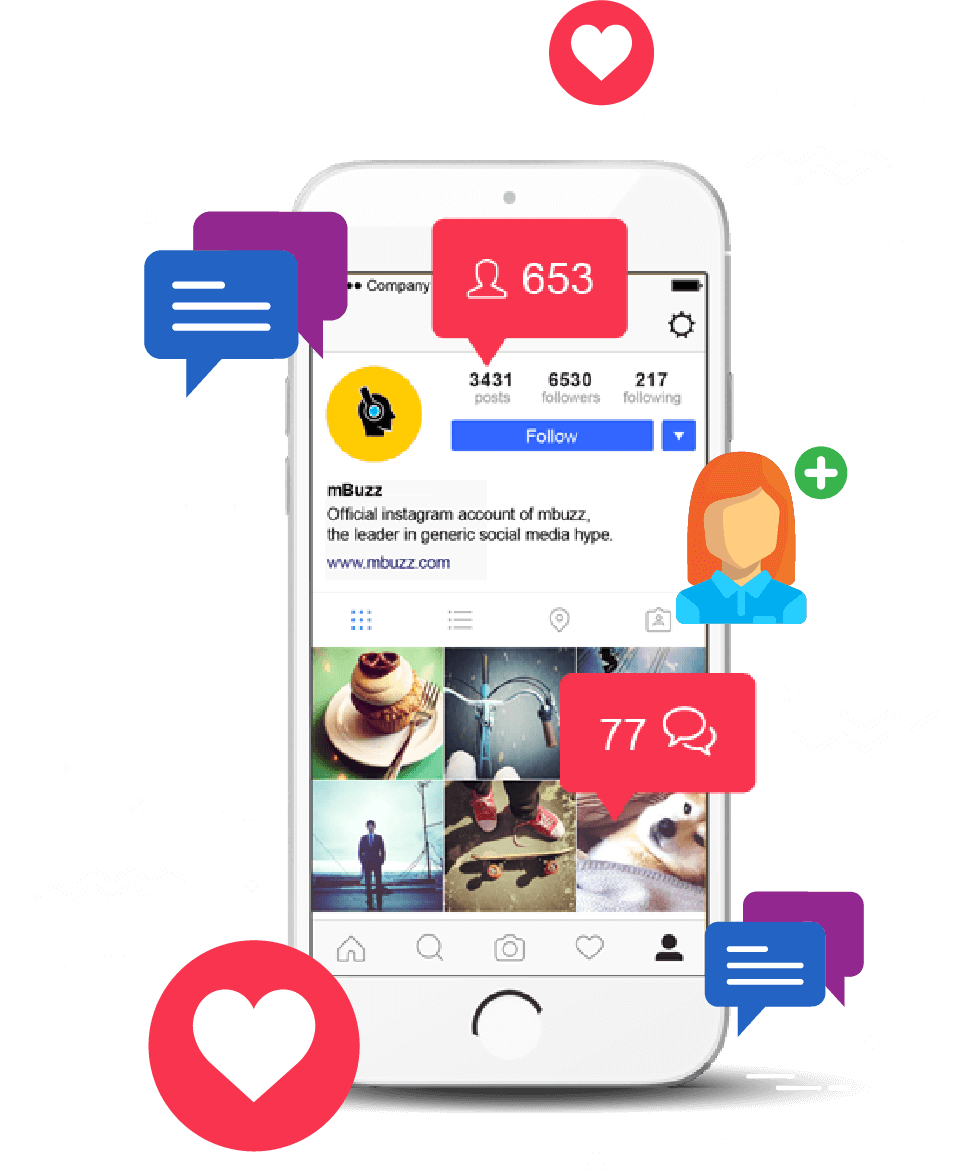 Company
653
3431 6530 217
posts followers following
Follow
mBuzz
Official instagram account of mbuzz,
the leader in generic social media hype.
www.mbuzz.com
77